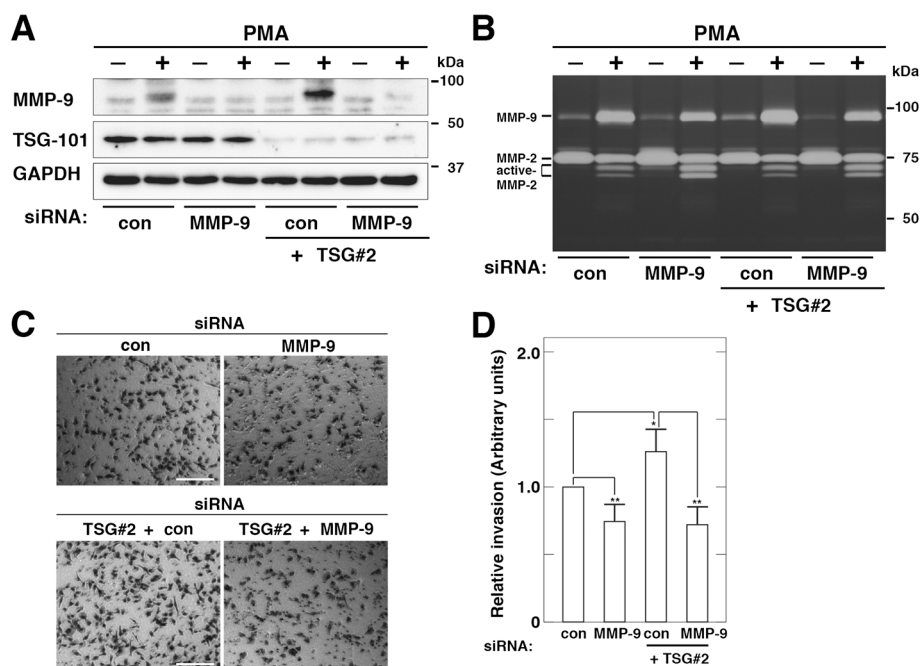 A
PMA
− + − + − + − +
kDa
100
MMP-9
50
TSG-101
37
GAPDH
siRNA:
con MMP-9 con MMP-9
+ TSG#2
B
PMA
− + − + − + − +
kDa
100
MMP-9
MMP-2
75
active-
MMP-2
50
siRNA:
con MMP-9 con MMP-9
+ TSG#2
C
siRNA
con MMP-9
siRNA
TSG#2 + con TSG#2 + MMP-9
D
Relative invasion (Arbitrary units)
2.0
*
1.0
** **
0
con MMP-9 con MMP-9
siRNA:
+ TSG#2